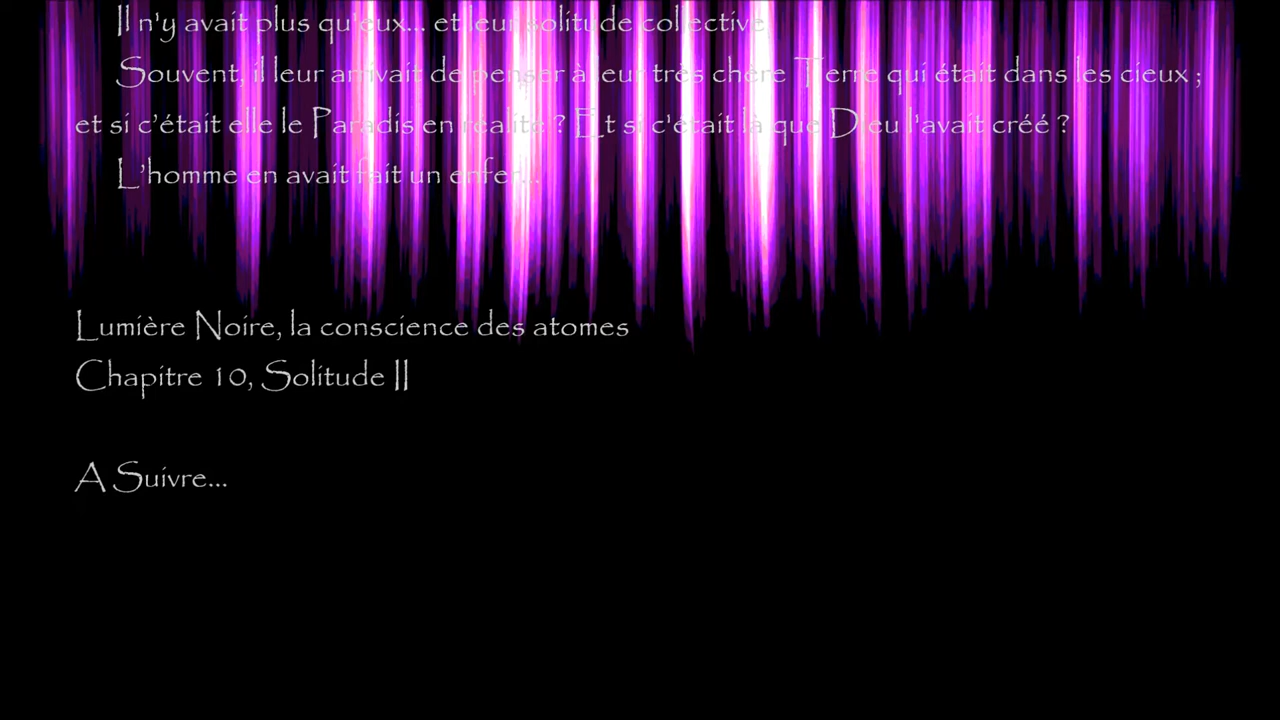 Il n'y avait plus qu'eux... et leur solitude collective
Souvent, il leur arrivait de penser à leur très chère Terre qui était dans les cieux ;
et si c'était elle le Paradis en réalité ? Et si c'était là que Dieu l'avait créé ?
L'homme en avait fait un enfer...
Lumière Noire, la conscience des atomes
Chapitre 10, Solitude II
A Suivre...